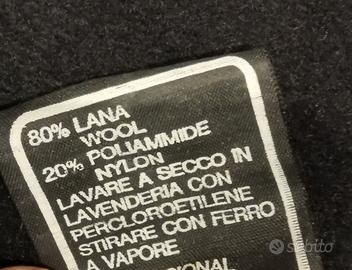 80% LANA
WOOL
20% POLIAMMIDE
NYLON
LAVARE A SECCO IN
LAVENDERIA CON
PERCLOROETILENE
STIRARE CON FERRO
A VAPORE
subito